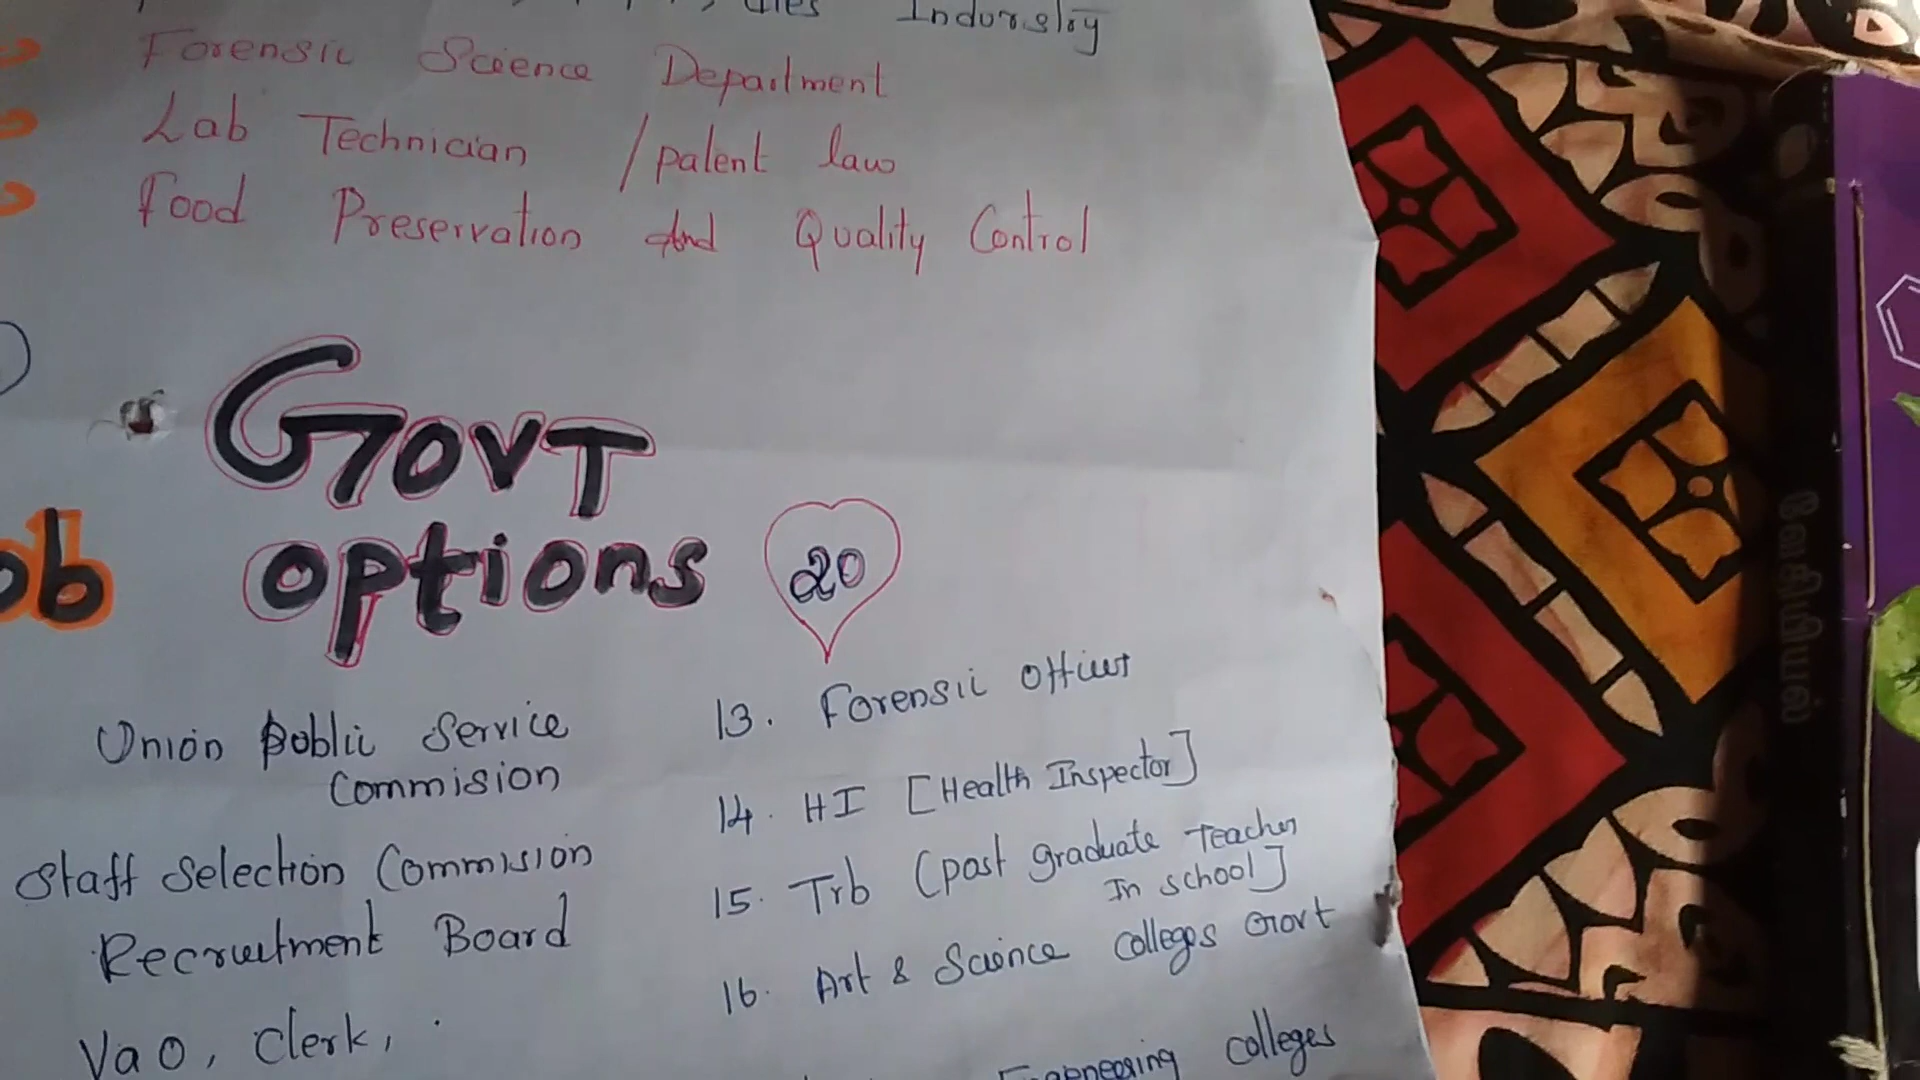 Indursloy
Forensic Science Department
Lab Technician / patent law
Food Preservation And Quality Control
GOVT
ob options 20
Union poblic Service
Commision
Staff Selection Commision
Recruitment Board
Vao, Clerk,
13. Forensic Officer
14. HI [Health Inspector]
15. Trb (post graduate Teacher
In school]
16. Art & Science colleges Govt
colleges